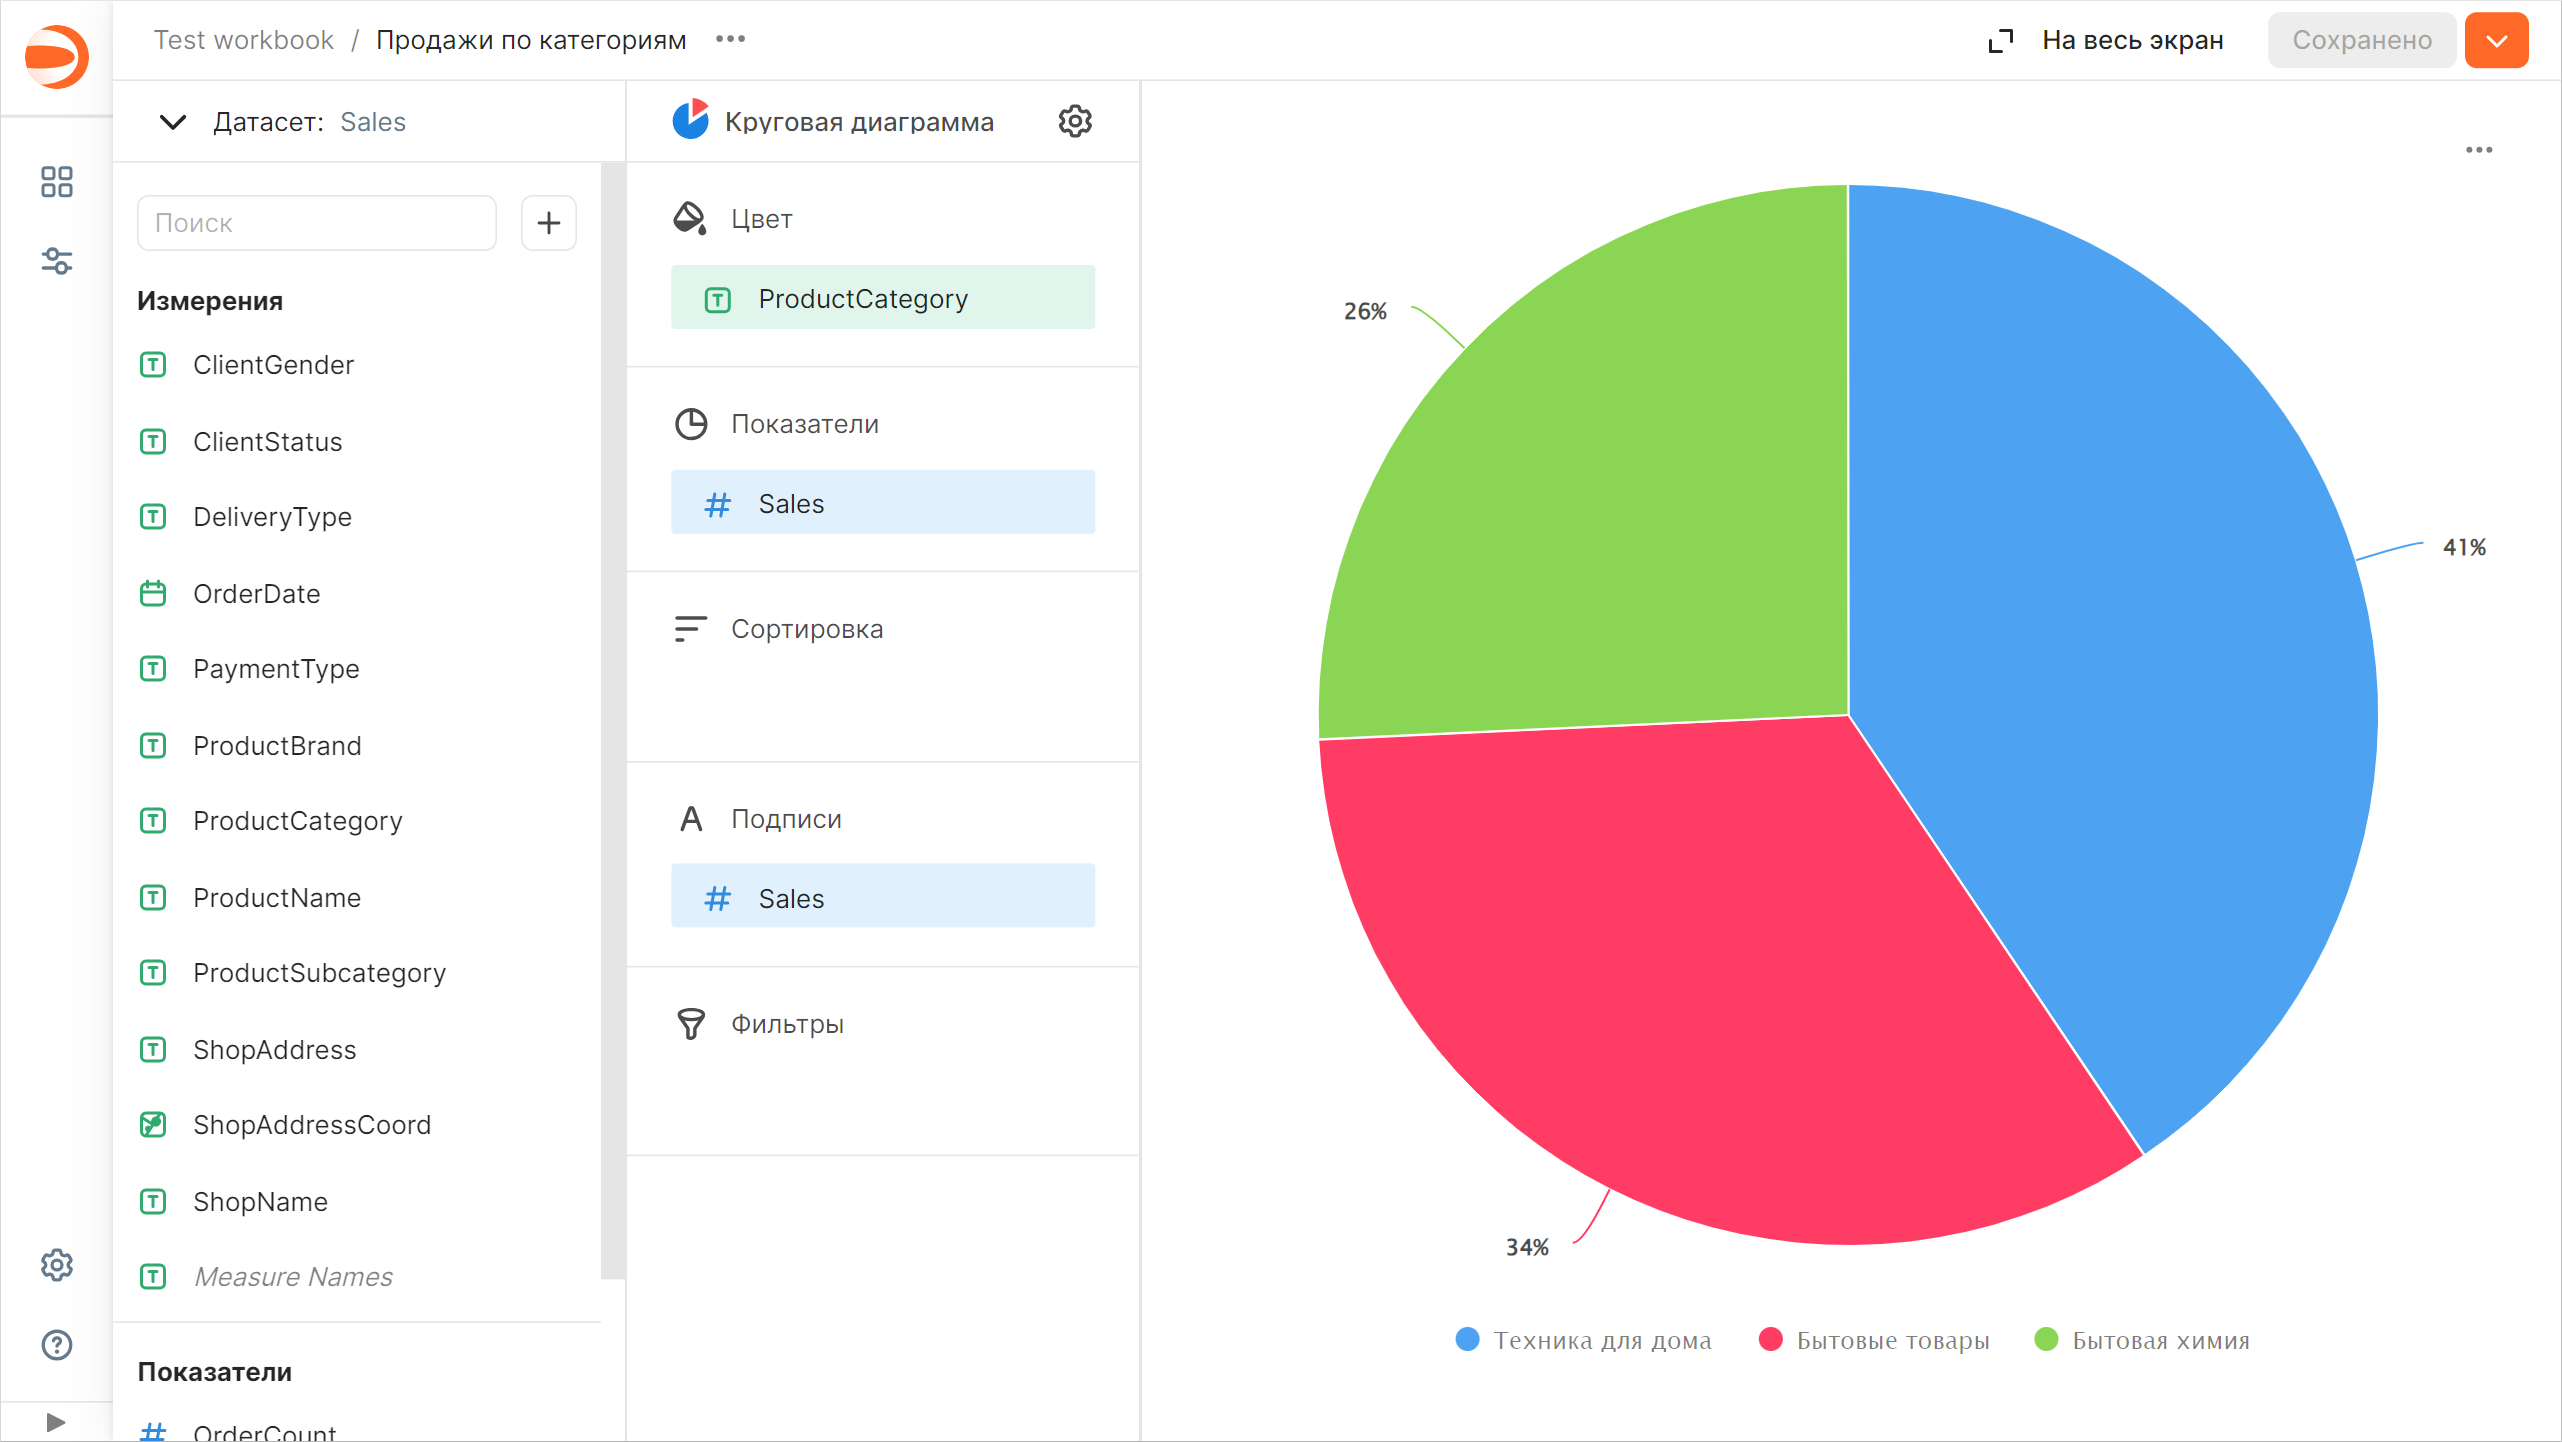 Test workbook / Продажи по категориям
На весь экран
Сохранено
Датасет: Sales
Поиск
Измерения
ClientGender
ClientStatus
DeliveryType
OrderDate
PaymentType
ProductBrand
ProductCategory
ProductName
ProductSubcategory
ShopAddress
ShopAddressCoord
ShopName
Measure Names
Показатели
OrderCount
Круговая диаграмма
Цвет
ProductCategory
Показатели
Sales
Сортировка
Подписи
Sales
Фильтры
26%
41%
34%
Техника для дома
Бытовые товары
Бытовая химия